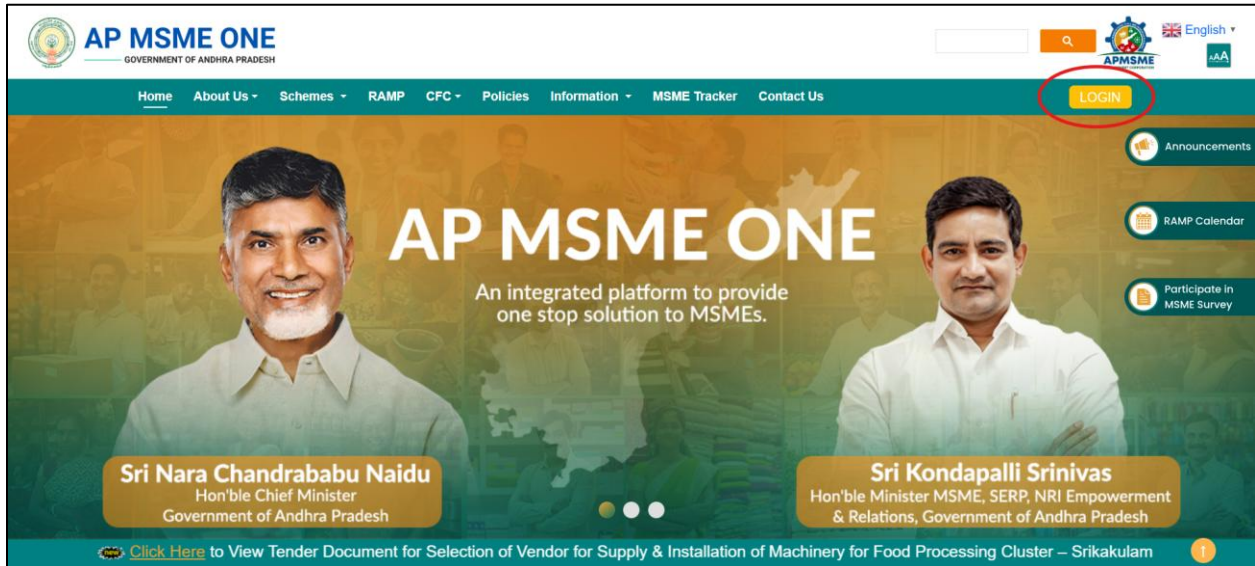 AP MSME ONE
GOVERNMENT OF ANDHRA PRADESH
APMSME
English
AAA
Home About Us Schemes RAMP CFC Policies Information MSME Tracker Contact Us
LOGIN
Announcements
RAMP Calendar
Participate in
MSME Survey
AP MSME ONE
An integrated platform to provide
one stop solution to MSMEs.
Sri Nara Chandrababu Naidu
Hon'ble Chief Minister
Government of Andhra Pradesh
Sri Kondapalli Srinivas
Hon'ble Minister MSME, SERP, NRI Empowerment
& Relations, Government of Andhra Pradesh
new Click Here to View Tender Document for Selection of Vendor for Supply & Installation of Machinery for Food Processing Cluster – Srikakulam